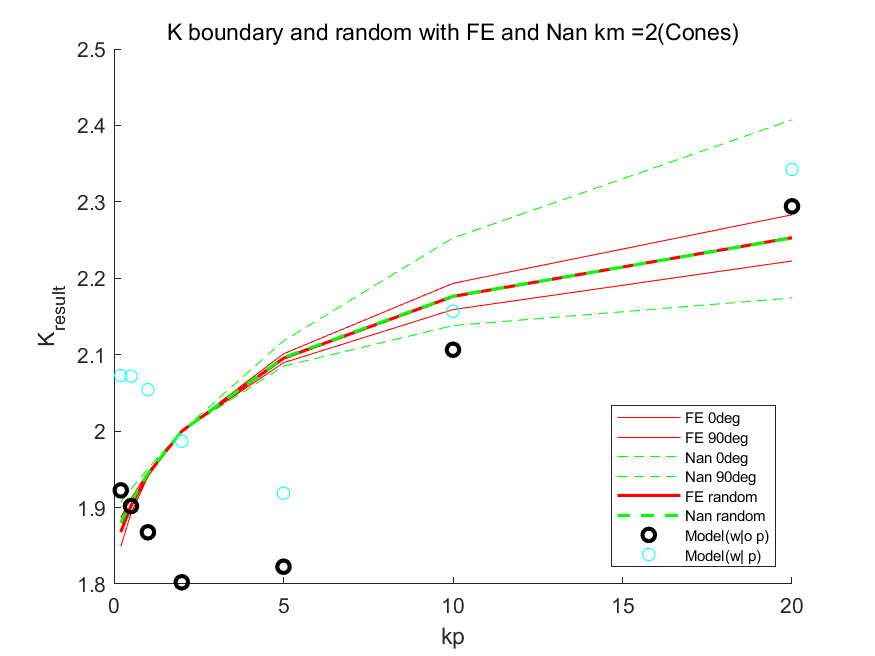 K boundary and random with FE and Nan km =2(Cones)
2.5
2.4
2.3
2.2
2.1
2
1.9
1.8
K_result
0 5 10 15 20
kp
FE 0deg
FE 90deg
Nan 0deg
Nan 90deg
FE random
Nan random
Model(w|o p)
Model(w| p)